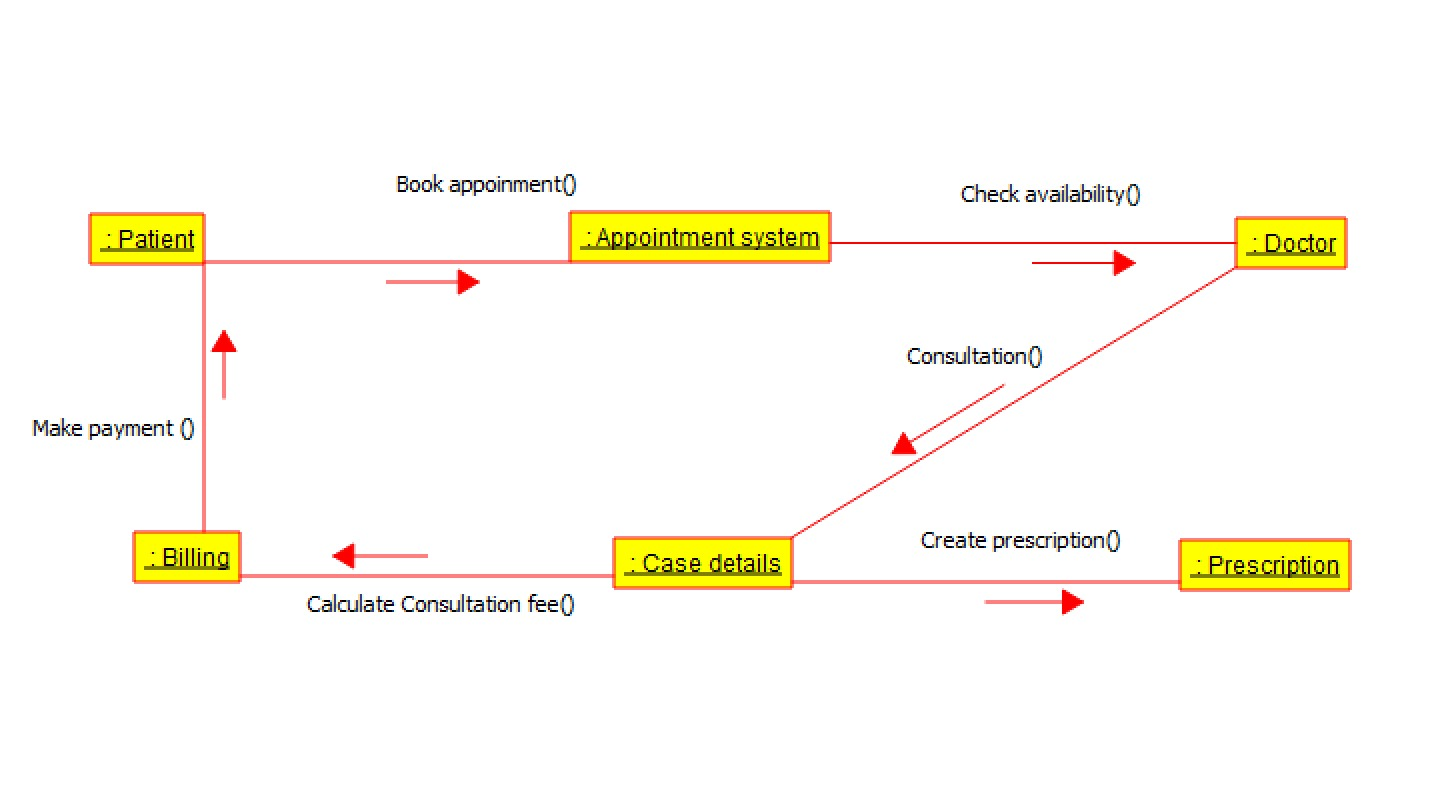 Book appoinment()
Check availability()
: Patient
: Appointment system
: Doctor
Consultation()
Make payment ()
Create prescription()
: Billing
: Case details
: Prescription
Calculate Consultation fee()